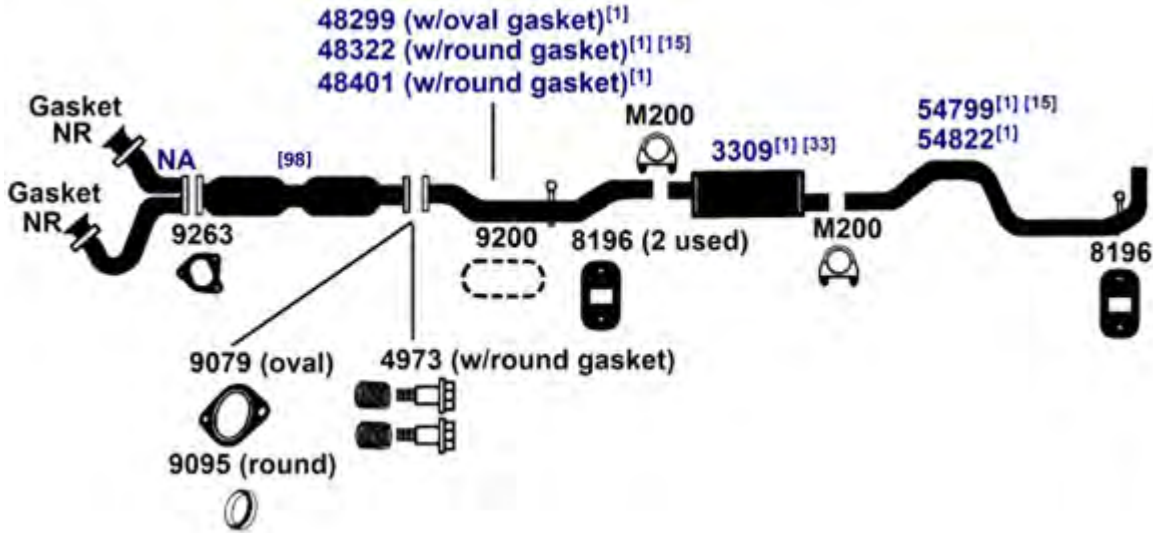 48299 (w/oval gasket)[1]
48322 (w/round gasket)[1] [15]
48401 (w/round gasket)[1]
Gasket
NR
NA
[98]
M200
3309[1] [33]
54799[1] [15]
54822[1]
Gasket
NR
9263
9200
8196 (2 used)
M200
8196
9079 (oval)
4973 (w/round gasket)
9095 (round)